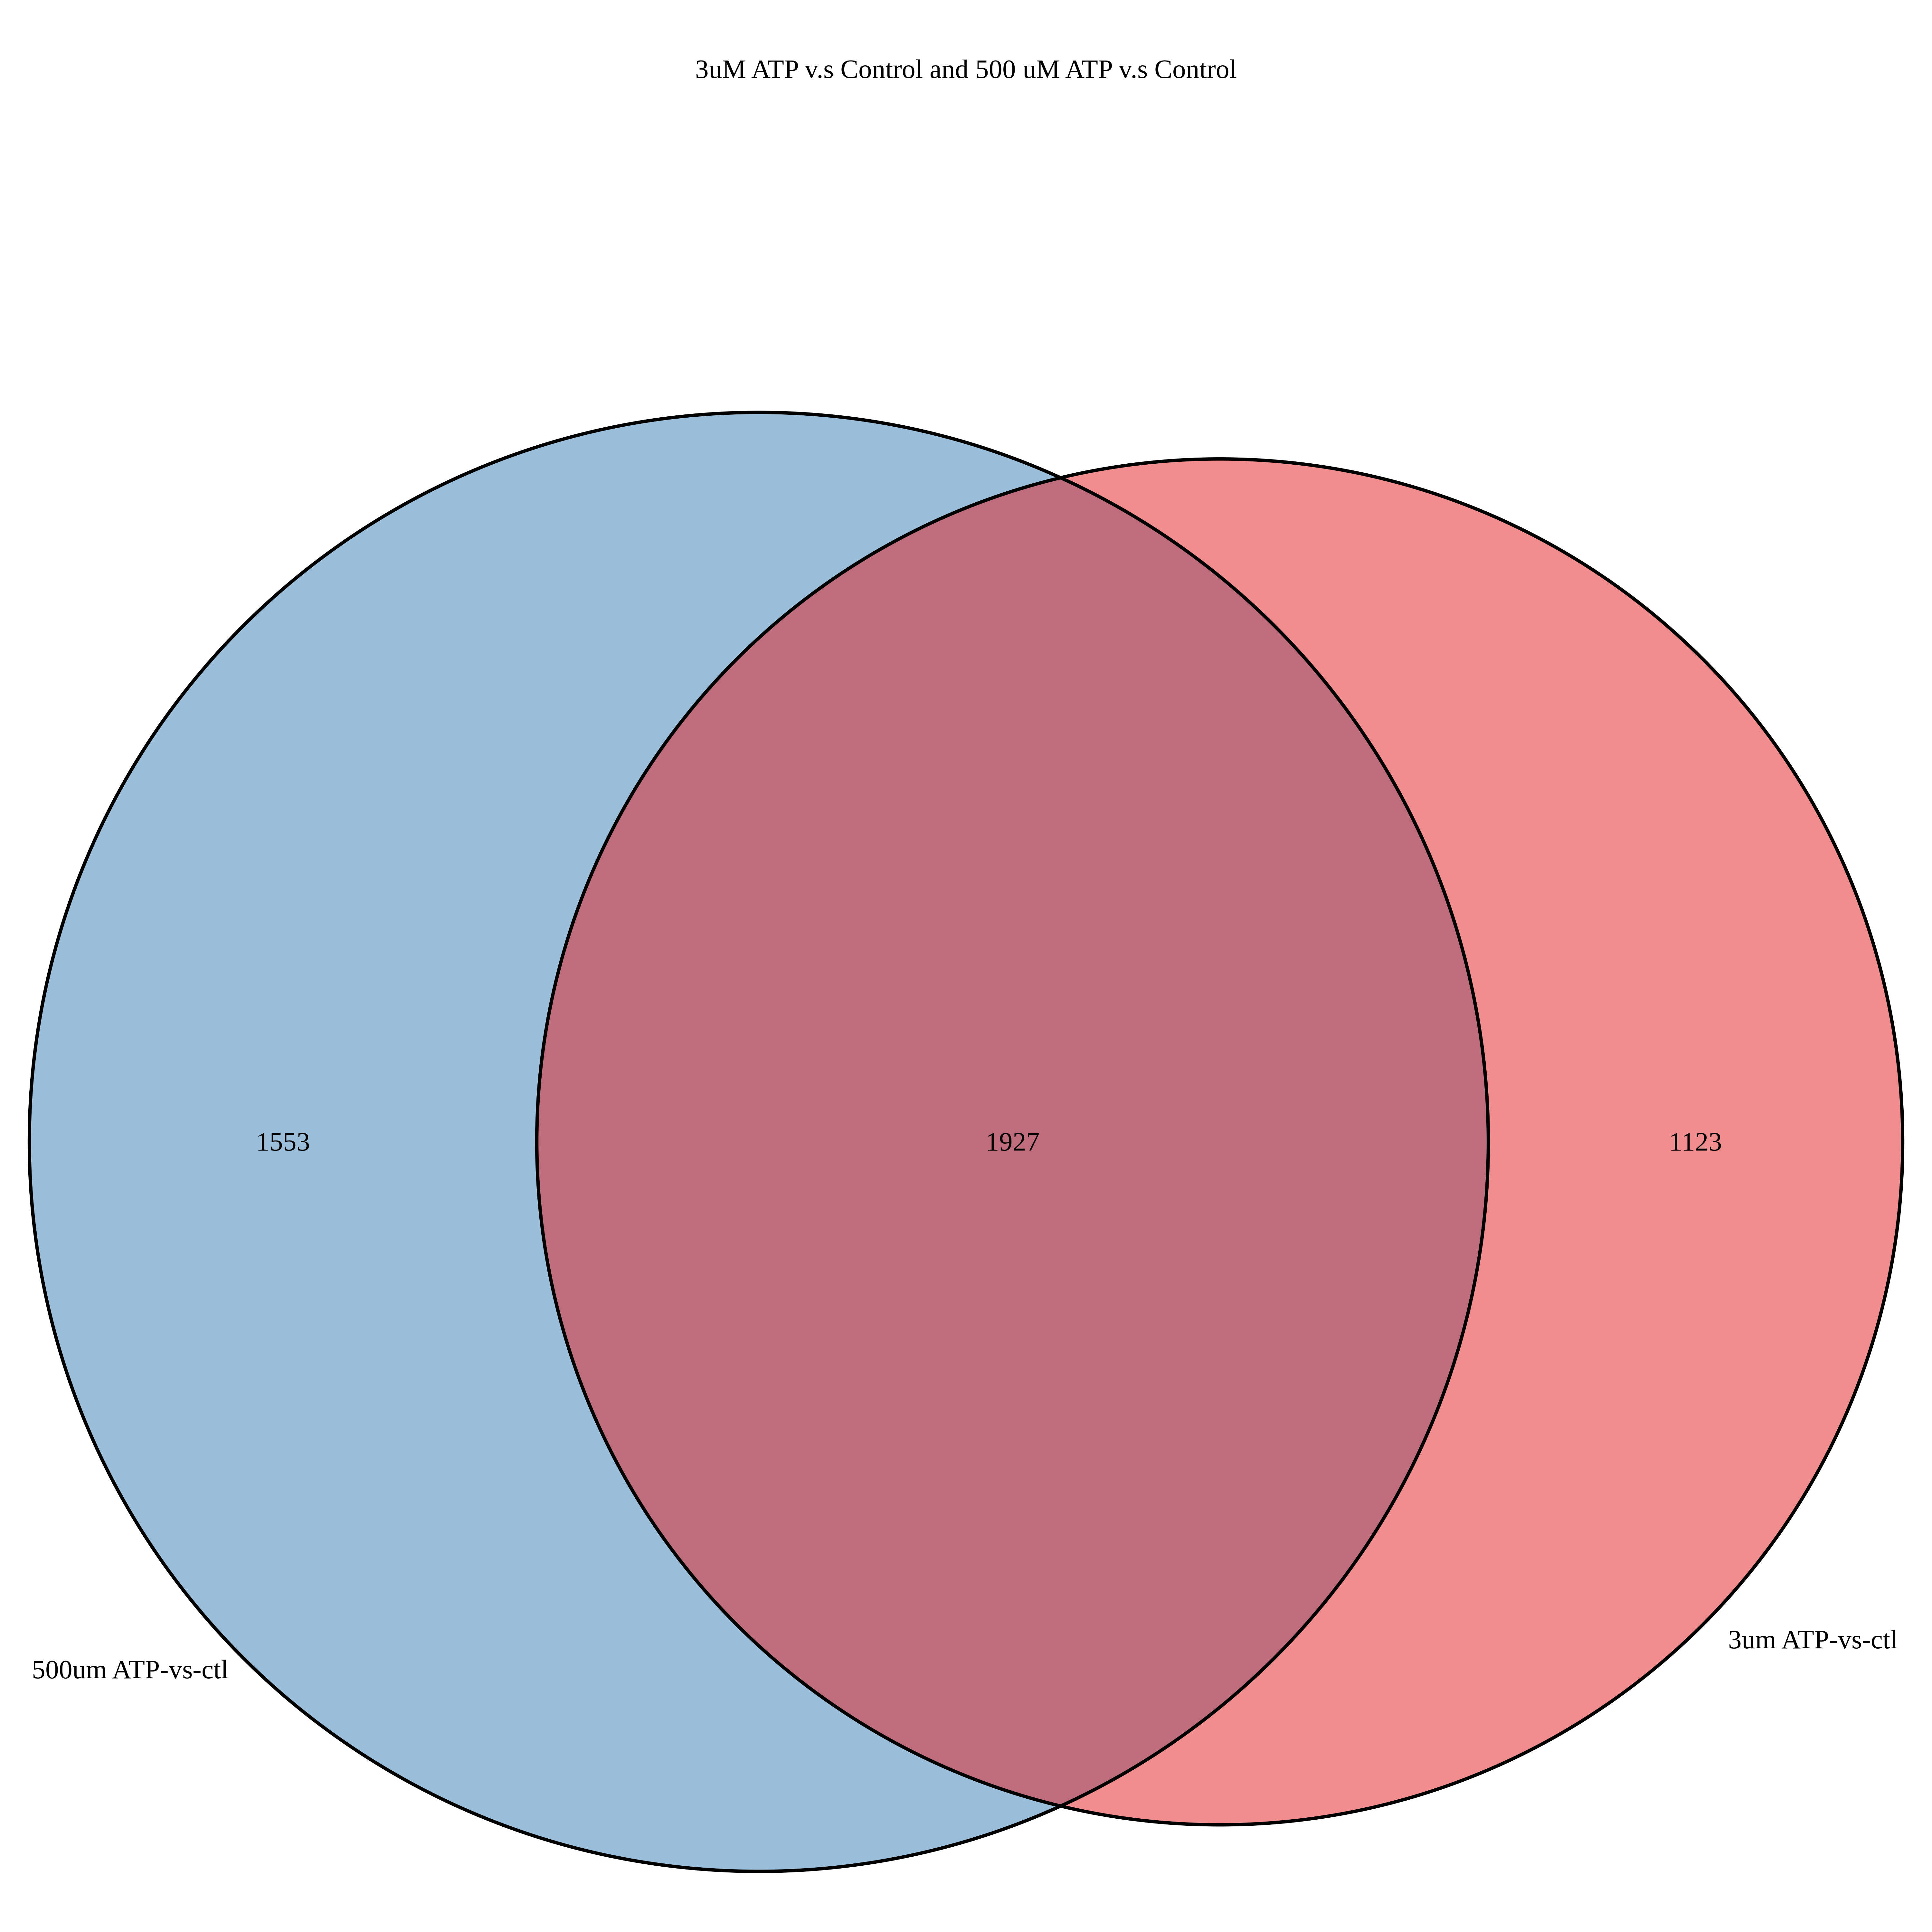 3uM ATP v.s Control and 500 uM ATP v.s Control
1553
1927
1123
500um ATP-vs-ctl
3um ATP-vs-ctl